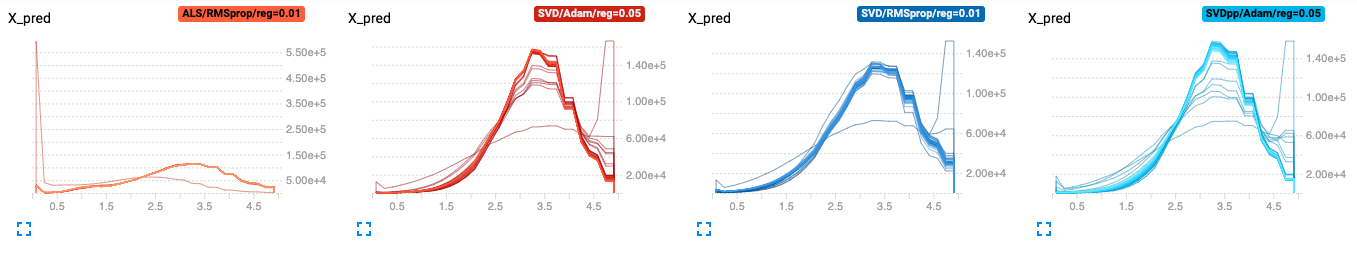 X_pred
ALS/RMSprop/reg=0.01
5.50e+5
4.50e+5
3.50e+5
2.50e+5
1.50e+5
5.00e+4
0.5 1.5 2.5 3.5 4.5
X_pred
SVD/Adam/reg=0.05
1.40e+5
1.00e+5
6.00e+4
2.00e+4
0.5 1.5 2.5 3.5 4.5
X_pred
SVD/RMSprop/reg=0.01
1.40e+5
1.00e+5
6.00e+4
2.00e+4
0.5 1.5 2.5 3.5 4.5
X_pred
SVDpp/Adam/reg=0.05
1.40e+5
1.00e+5
6.00e+4
2.00e+4
0.5 1.5 2.5 3.5 4.5